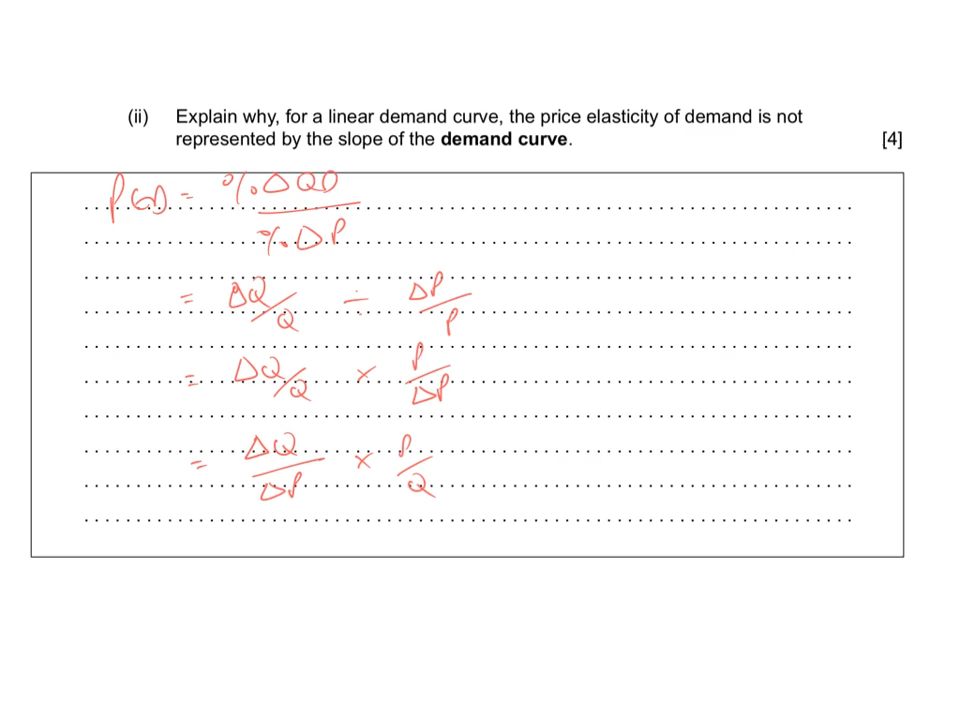 (ii) Explain why, for a linear demand curve, the price elasticity of demand is not
represented by the slope of the demand curve. [4]
PED = %ΔQD / %ΔP
= ΔQ/Q ÷ ΔP/P
= ΔQ/Q × P/ΔP
= ΔQ/ΔP × P/Q